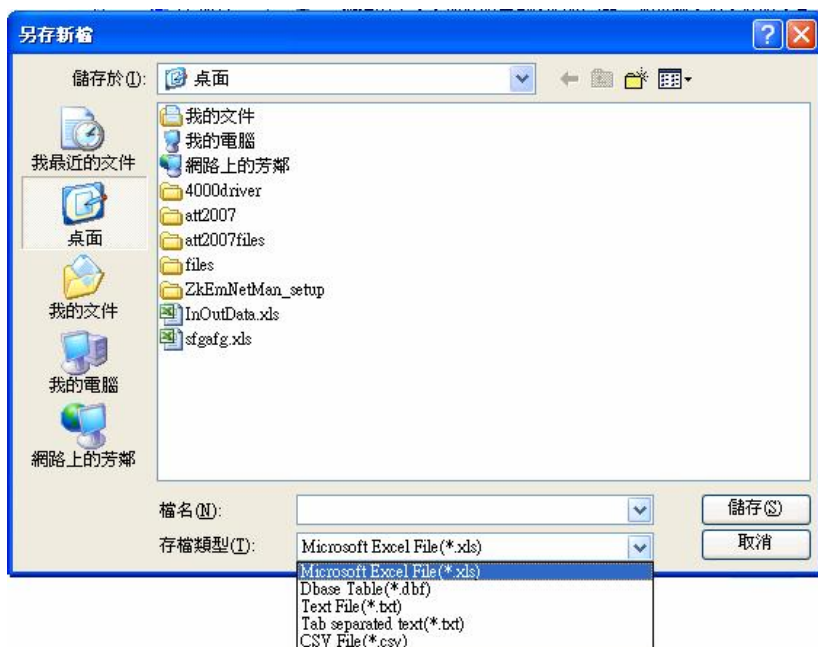 另存新檔
儲存於(I):
桌面
我最近的文件
桌面
我的文件
我的電腦
網路上的芳鄰
我的文件
我的電腦
網路上的芳鄰
4000driver
att2007
att2007files
files
ZkEmNetMan_setup
InOutData.xls
sfgafg.xls
檔名(N):
儲存(S)
存檔類型(T):
Microsoft Excel File(*.xls)
取消
Microsoft Excel File(*.xls)
Dbase Table(*.dbf)
Text File(*.txt)
Tab separated text(*.txt)
CSV File(*.csv)